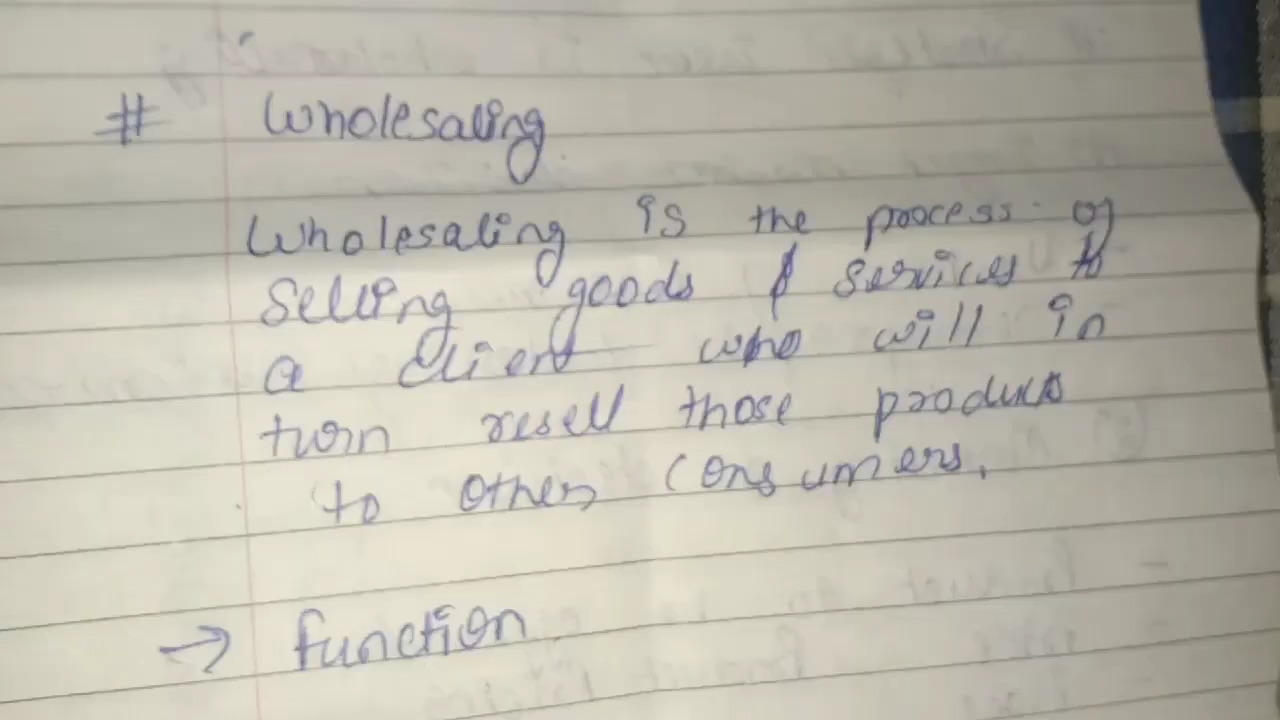 # Wholesaling
Wholesaling is the process of
Selling goods & services to
a client who will in
turn resell those products
to other consumers.
→ function